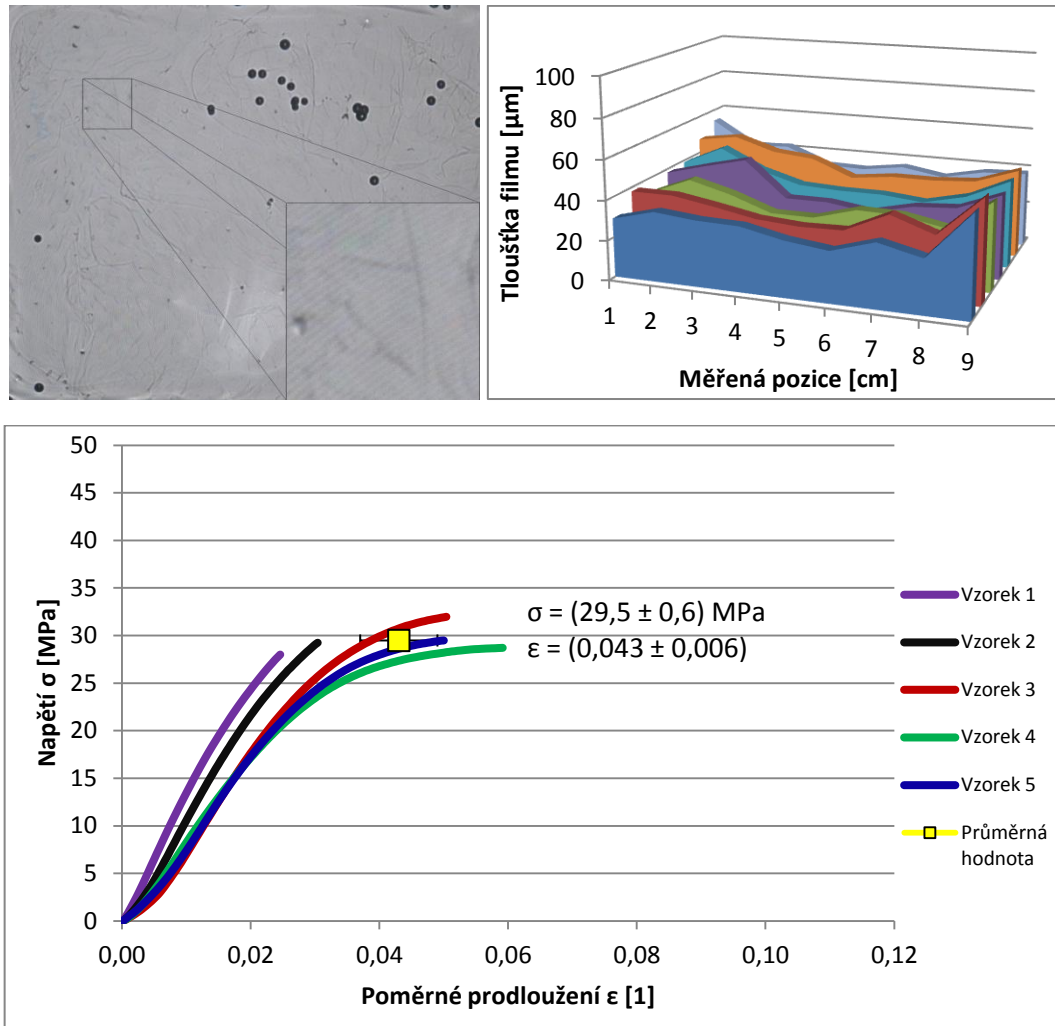 Tloušťka filmu [µm]
100
80
60
40
20
0
1
2
3
4
5
6
7
8
9
Měřená pozice [cm]
Napětí σ [MPa]
50
45
40
35
30
25
20
15
10
5
0
σ = (29,5 ± 0,6) MPa
ε = (0,043 ± 0,006)
0,00
0,02
0,04
0,06
0,08
0,10
0,12
Poměrné prodloužení ε [1]
Vzorek 1
Vzorek 2
Vzorek 3
Vzorek 4
Vzorek 5
Průměrná
hodnota